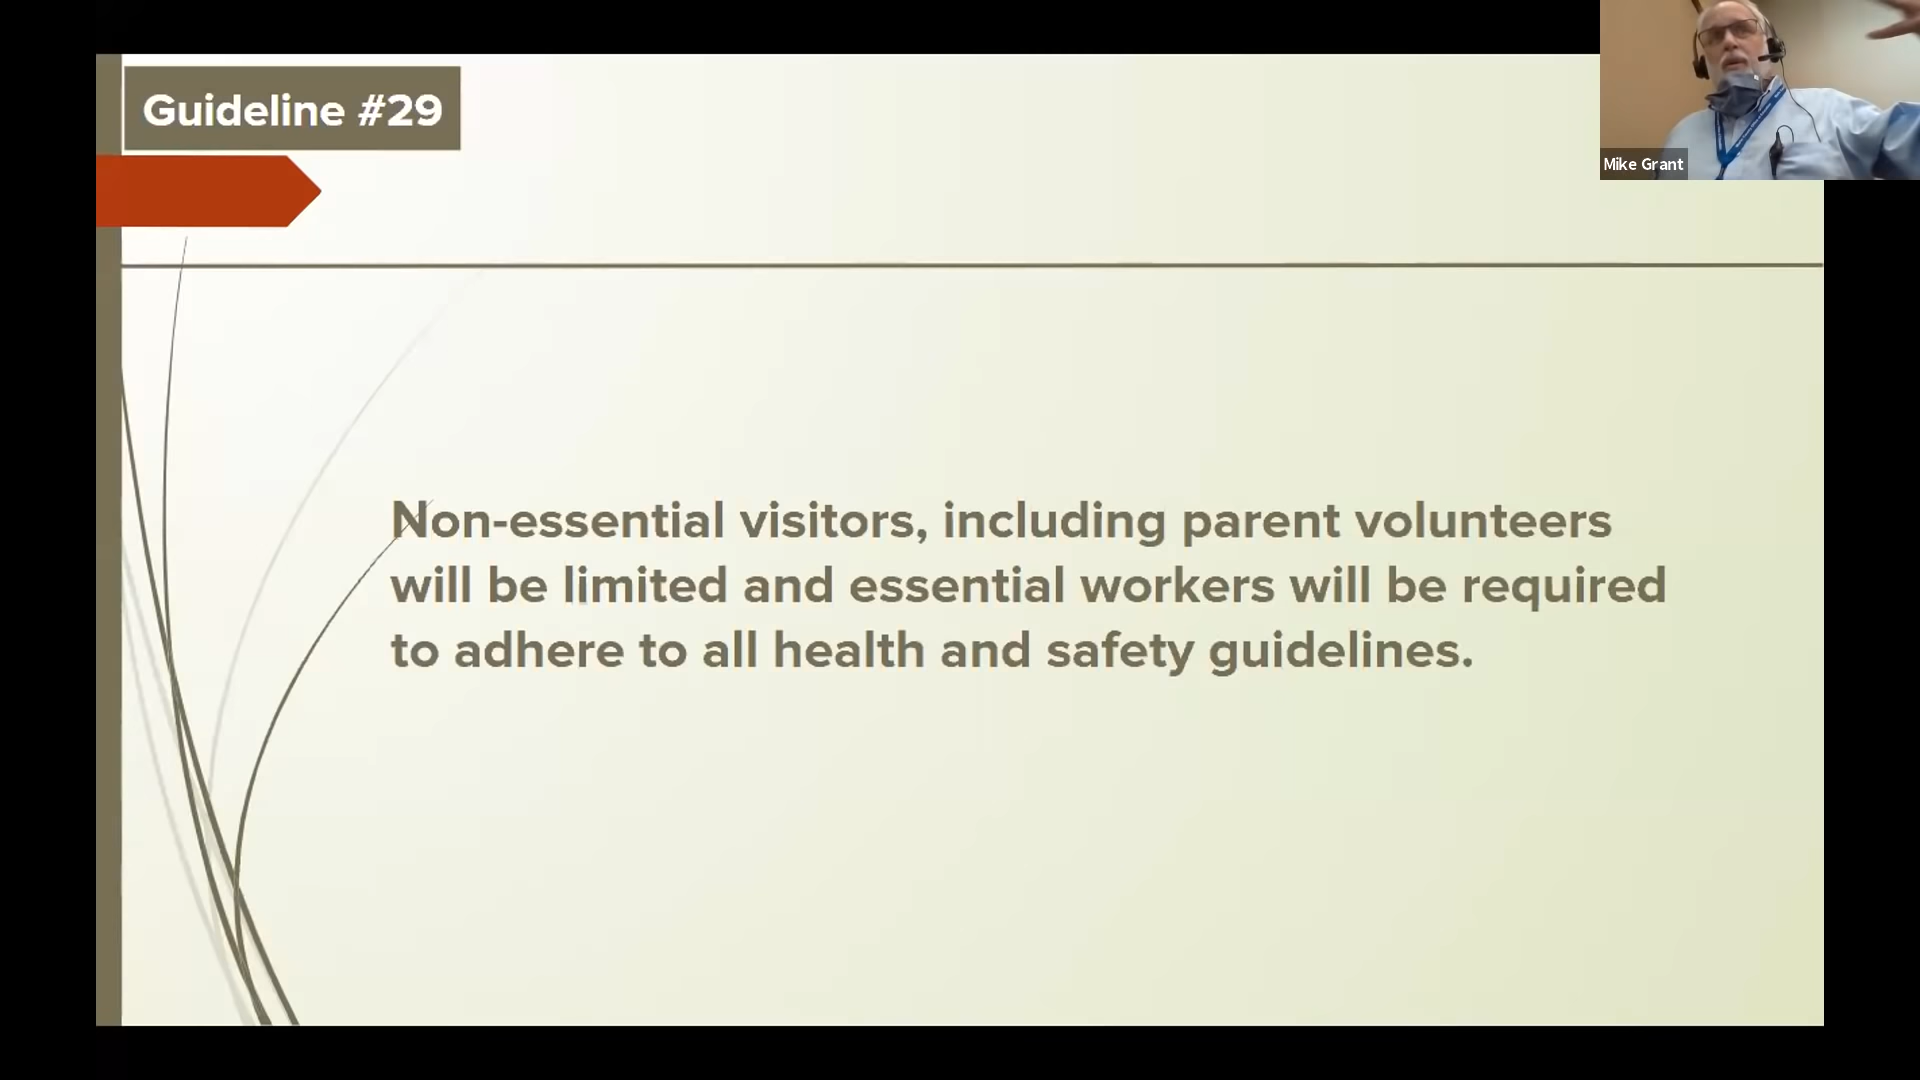 Guideline #29
Mike Grant
Non-essential visitors, including parent volunteers
will be limited and essential workers will be required
to adhere to all health and safety guidelines.